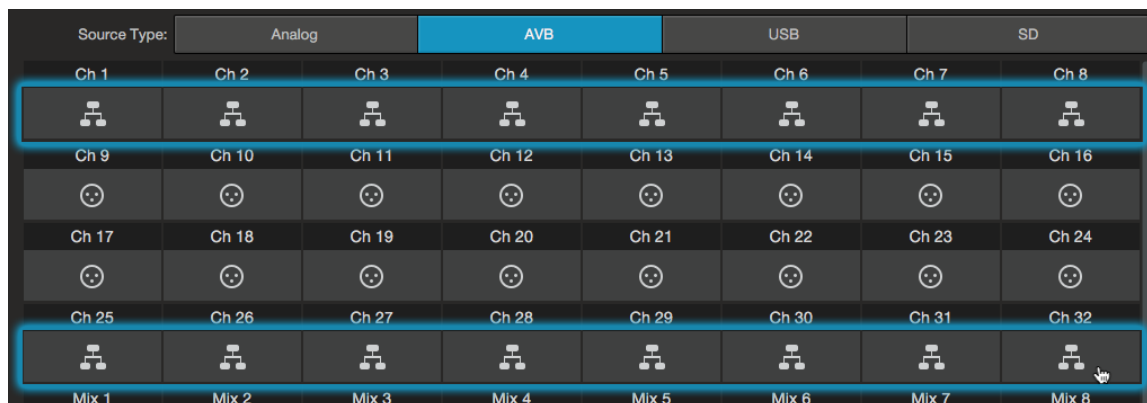 Source Type: Analog AVB USB SD
Ch 1 Ch 2 Ch 3 Ch 4 Ch 5 Ch 6 Ch 7 Ch 8
Ch 9 Ch 10 Ch 11 Ch 12 Ch 13 Ch 14 Ch 15 Ch 16
Ch 17 Ch 18 Ch 19 Ch 20 Ch 21 Ch 22 Ch 23 Ch 24
Ch 25 Ch 26 Ch 27 Ch 28 Ch 29 Ch 30 Ch 31 Ch 32
Mix 1 Mix 2 Mix 3 Mix 4 Mix 5 Mix 6 Mix 7 Mix 8